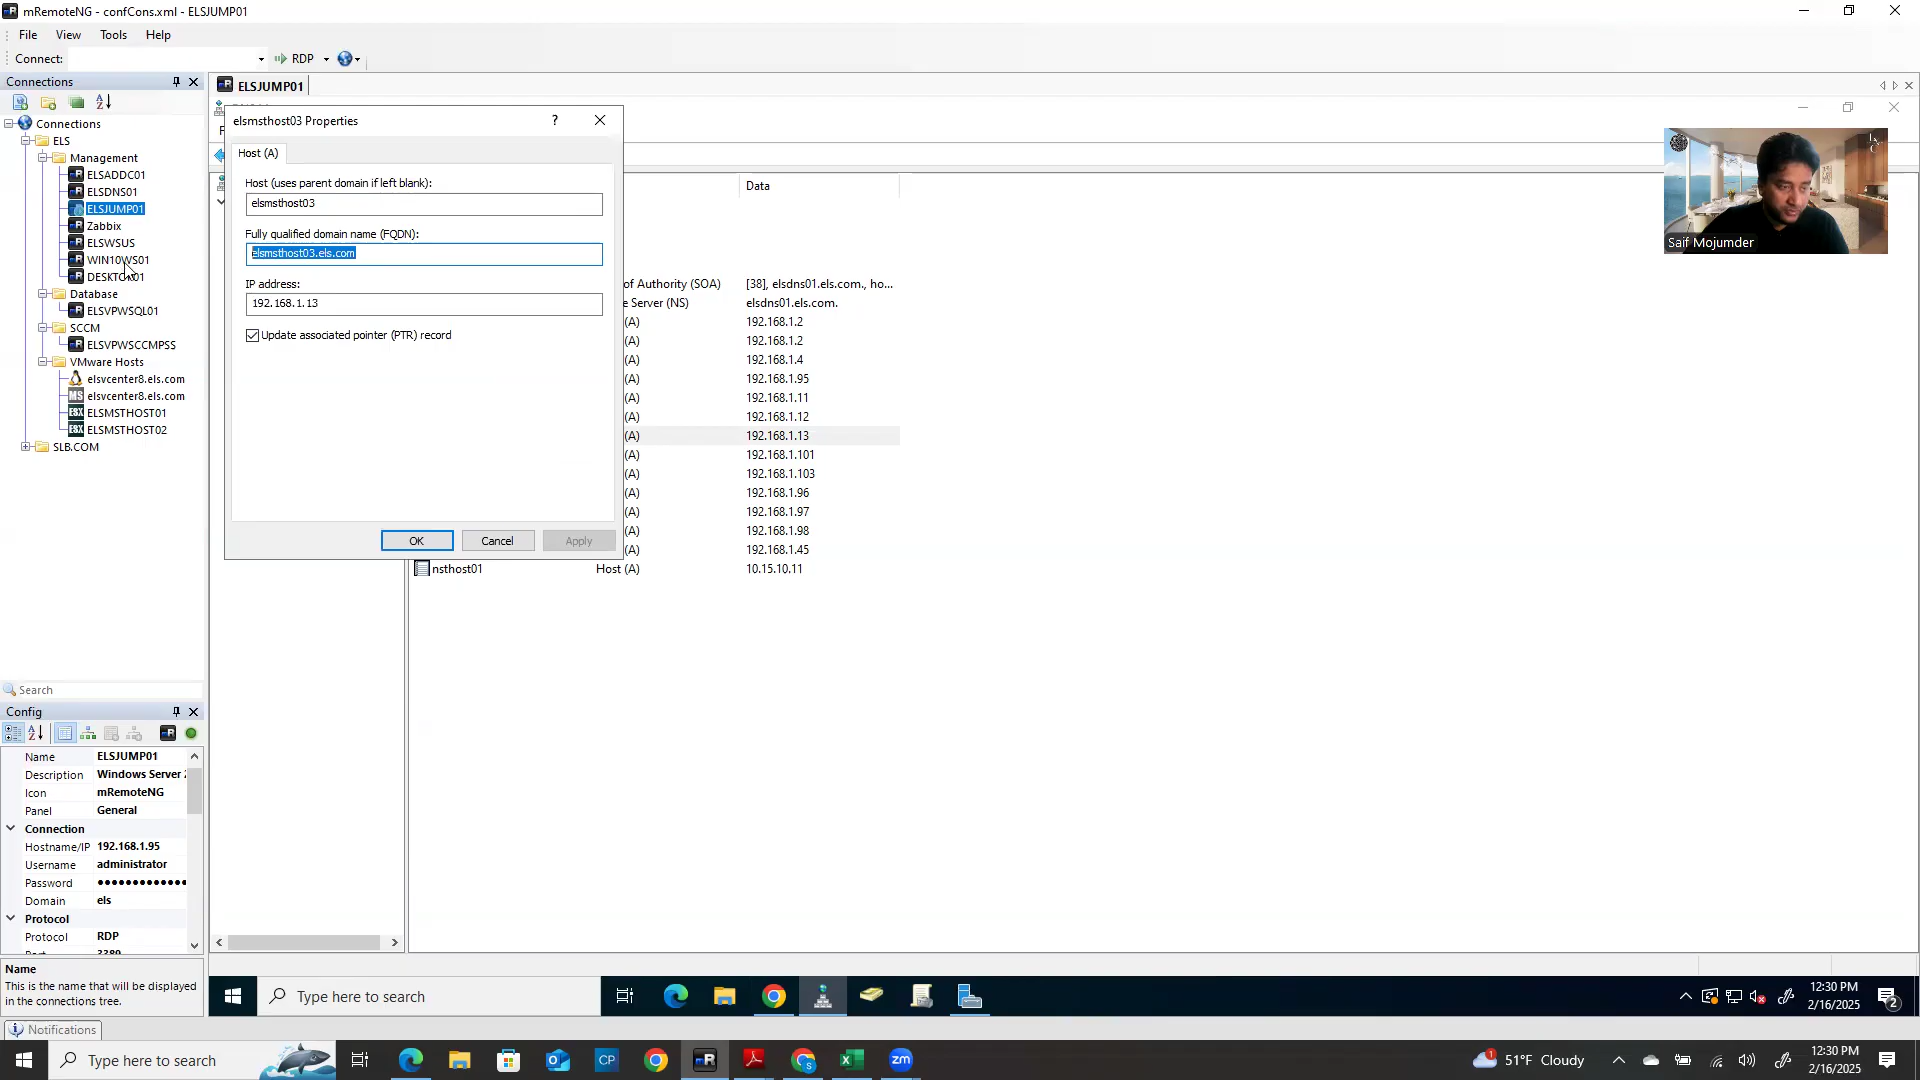 mRemoteNG - confCons.xml - ELSJUMP01
File View Tools Help
Connect: RDP
Connections
Connections
ELS
Management
ELSADDC01
ELSDNS01
ELSJUMP01
Zabbix
ELSWSUS
WIN10WS01
Database
ELSVPWSQL01
SCCM
ELSVPWSCCMPSS
VMware Hosts
elsvcenter8.els.com
elsvcenter8.els.com
ELSMSTHOST01
ELSMSTHOST02
SLB.COM
Search
Config
Name ELSJUMP01
Description Windows Server
Icon mRemoteNG
Panel General
Connection
Hostname/IP 192.168.1.95
Username administrator
Password ●●●●●●●●●●●●●
Domain els
Protocol
Protocol RDP
3389
Name
This is the name that will be displayed
in the connections tree.
Notifications
ELSJUMP01
elsmsthost03 Properties ?
Host (A)
Host (uses parent domain if left blank):
elsmsthost03
Fully qualified domain name (FQDN):
elsmsthost03.els.com
IP address:
192.168.1.13
Update associated pointer (PTR) record
OK Cancel Apply
Data
of Authority (SOA) [38], elsdns01.els.com., ho...
e Server (NS) elsdns01.els.com.
(A) 192.168.1.2
(A) 192.168.1.2
(A) 192.168.1.4
(A) 192.168.1.95
(A) 192.168.1.11
(A) 192.168.1.12
(A) 192.168.1.13
(A) 192.168.1.101
(A) 192.168.1.103
(A) 192.168.1.96
(A) 192.168.1.97
(A) 192.168.1.98
(A) 192.168.1.45
nsthost01 Host (A) 10.15.10.11
Saif Mojumder
Type here to search
12:30 PM
2/16/2025
2
Type here to search
CP
zm
1
51°F Cloudy
12:30 PM
2/16/2025